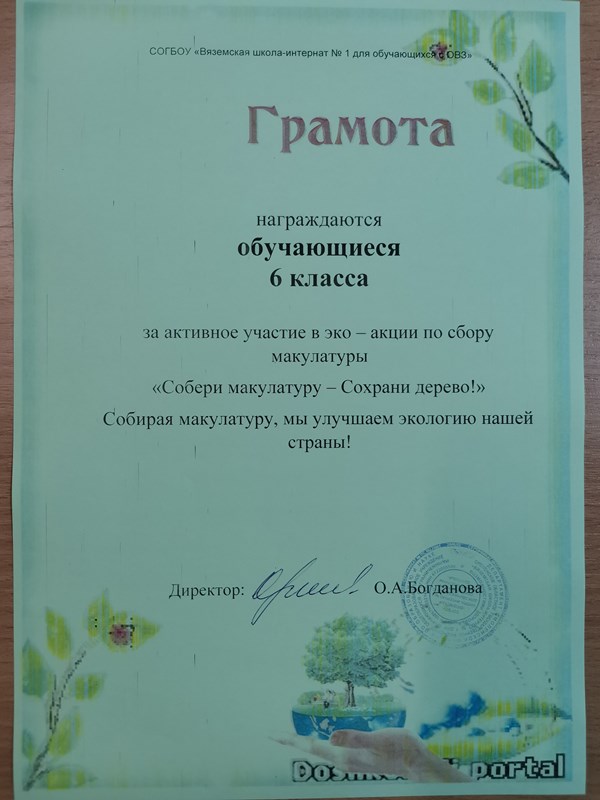 СОГБОУ «Вяземская школа-интернат № 1 для обучающихся с ОВЗ»
Грамота
награждаются
обучающиеся
6 класса
за активное участие в эко – акции по сбору
макулатуры
«Собери макулатуру – Сохрани дерево!»
Собирая макулатуру, мы улучшаем экологию нашей
страны!
Директор: О.А.Богданова
portal